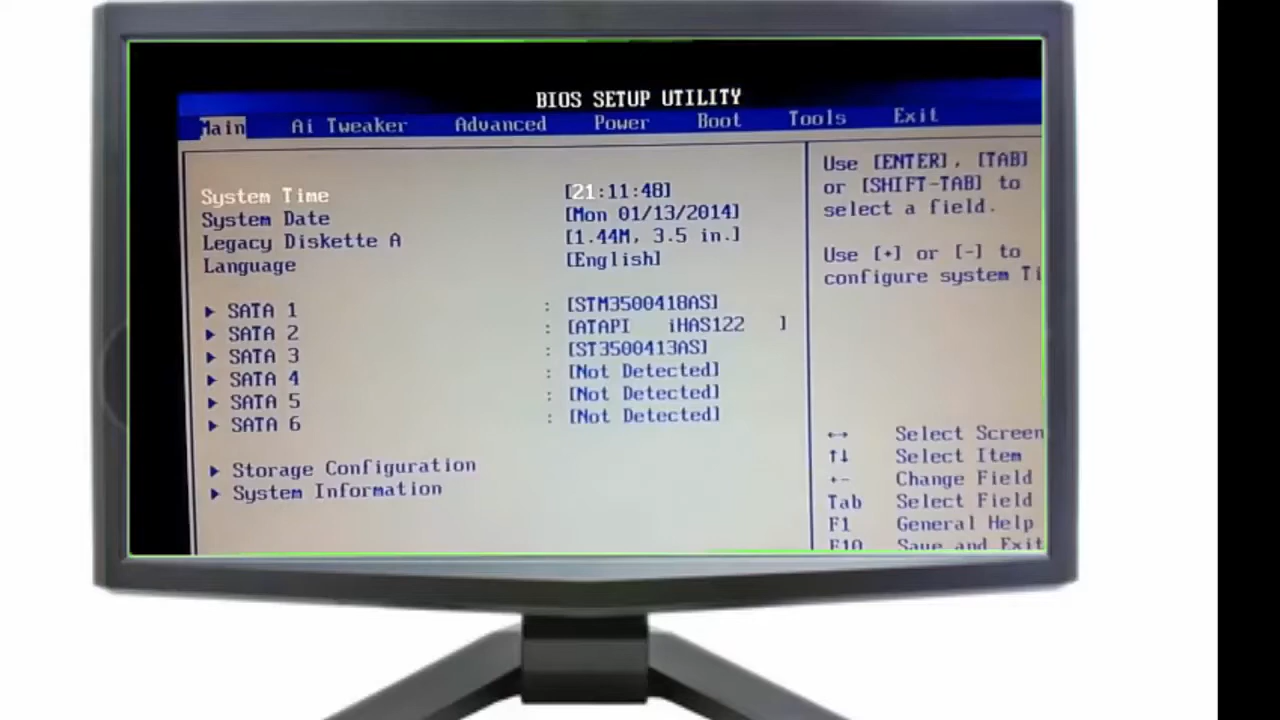 BIOS SETUP UTILITY
Main Ai Tweaker Advanced Power Boot Tools Exit
System Time [21:11:48]
System Date [Mon 01/13/2014]
Legacy Diskette A [1.44M, 3.5 in.]
Language [English]
SATA 1 : [STM3500418AS]
SATA 2 : [ATAPI iHAS122 ]
SATA 3 : [ST3500413AS]
SATA 4 : [Not Detected]
SATA 5 : [Not Detected]
SATA 6 : [Not Detected]
Storage Configuration
System Information
Use [ENTER], [TAB]
or [SHIFT-TAB] to
select a field.
Use [+] or [-] to
configure system Ti
↔ Select Screen
↑↓ Select Item
+- Change Field
Tab Select Field
F1 General Help
F10 Save and Exit